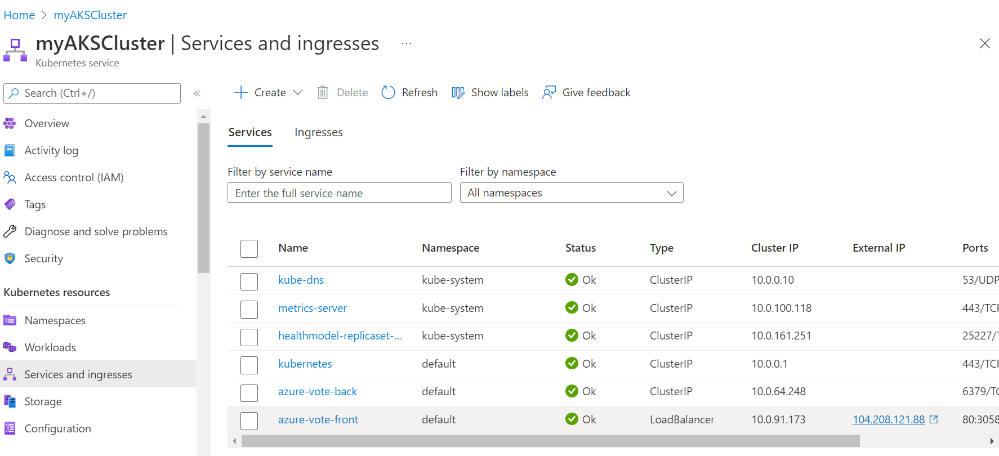 Home > myAKSCluster
myAKSCluster | Services and ingresses ...
Kubernetes service
Search (Ctrl+/)
«
Overview
Activity log
Access control (IAM)
Tags
Diagnose and solve problems
Security
Kubernetes resources
Namespaces
Workloads
Services and ingresses
Storage
Configuration
Create Delete Refresh Show labels Give feedback
Services Ingresses
Filter by service name Filter by namespace
Enter the full service name All namespaces
Name Namespace Status Type Cluster IP External IP Ports
kube-dns kube-system Ok ClusterIP 10.0.0.10 53/UDP
metrics-server kube-system Ok ClusterIP 10.0.100.118 443/TCP
healthmodel-replicaset-... kube-system Ok ClusterIP 10.0.161.251 25227/T
kubernetes default Ok ClusterIP 10.0.0.1 443/TCP
azure-vote-back default Ok ClusterIP 10.0.64.248 6379/TC
azure-vote-front default Ok LoadBalancer 10.0.91.173 104.208.121.88 80:3058